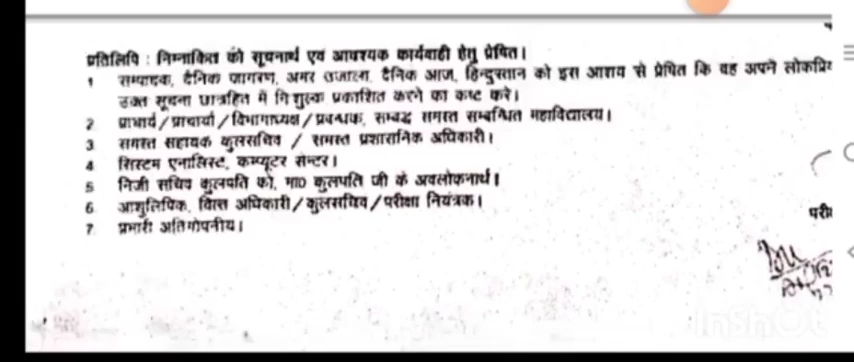 प्रतिलिपि : निम्नांकित को सूचनार्थ एवं आवश्यक कार्यवाही हेतु प्रेषित।
1 सम्पादक, दैनिक जागरण, अमर उजाला, दैनिक आज, हिन्दुस्तान को इस आशय से प्रेषित कि वह अपने लोकप्रिय
उक्त सूचना छात्रहित में निःशुल्क प्रकाशित करने का कष्ट करे।
2 प्राचार्य/प्राचार्या/विभागाध्यक्ष/प्रबन्धक, सम्बद्ध समस्त सम्बन्धित महाविद्यालय।
3 समस्त सहायक कुलसचिव / समस्त प्रशासनिक अधिकारी।
4 सिस्टम एनालिस्ट, कम्प्यूटर सेन्टर।
5 निजी सचिव कुलपति को, मा0 कुलपति जी के अवलोकनार्थ।
6 आशुलिपिक, वित्त अधिकारी/कुलसचिव/परीक्षा नियंत्रक।
परी
7 प्रभारी अतिगोपनीय।
InShOt